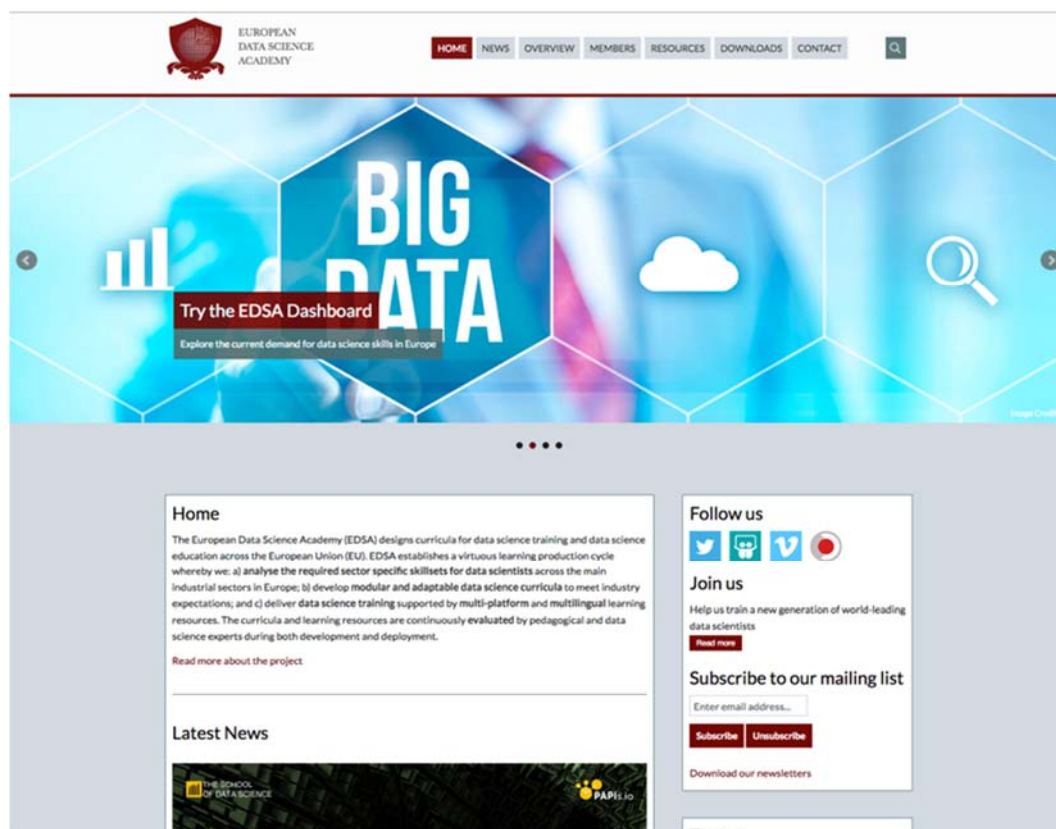 EUROPEAN
DATA SCIENCE
ACADEMY
HOME NEWS OVERVIEW MEMBERS RESOURCES DOWNLOADS CONTACT
BIG
DATA
Try the EDSA Dashboard
Explore the current demand for data science skills in Europe
Image Credit
Home
The European Data Science Academy (EDSA) designs curricula for data science training and data science
education across the European Union (EU). EDSA establishes a virtuous learning production cycle
whereby we: a) analyse the required sector specific skillsets for data scientists across the main
industrial sectors in Europe; b) develop modular and adaptable data science curricula to meet industry
expectations; and c) deliver data science training supported by multi-platform and multilingual learning
resources. The curricula and learning resources are continuously evaluated by pedagogical and data
science experts during both development and deployment.
Read more about the project
Latest News
THE SCHOOL
OF DATA SCIENCE
PAPIs.io
Follow us
Join us
Help us train a new generation of world-leading
data scientists
Read more
Subscribe to our mailing list
Enter email address...
Subscribe Unsubscribe
Download our newsletters